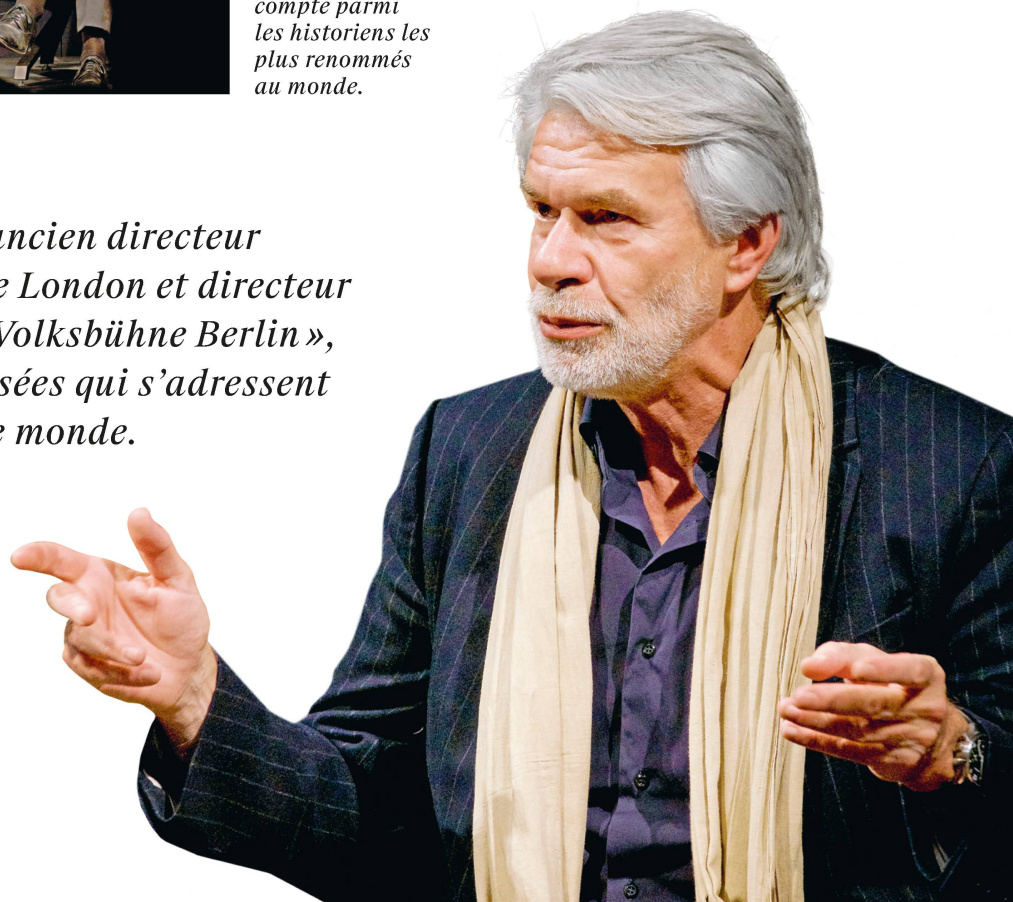 compte parmi
les historiens les
plus renommés
au monde.
ancien directeur
London et directeur
Volksbühne Berlin »,
qui s’adressent
monde.